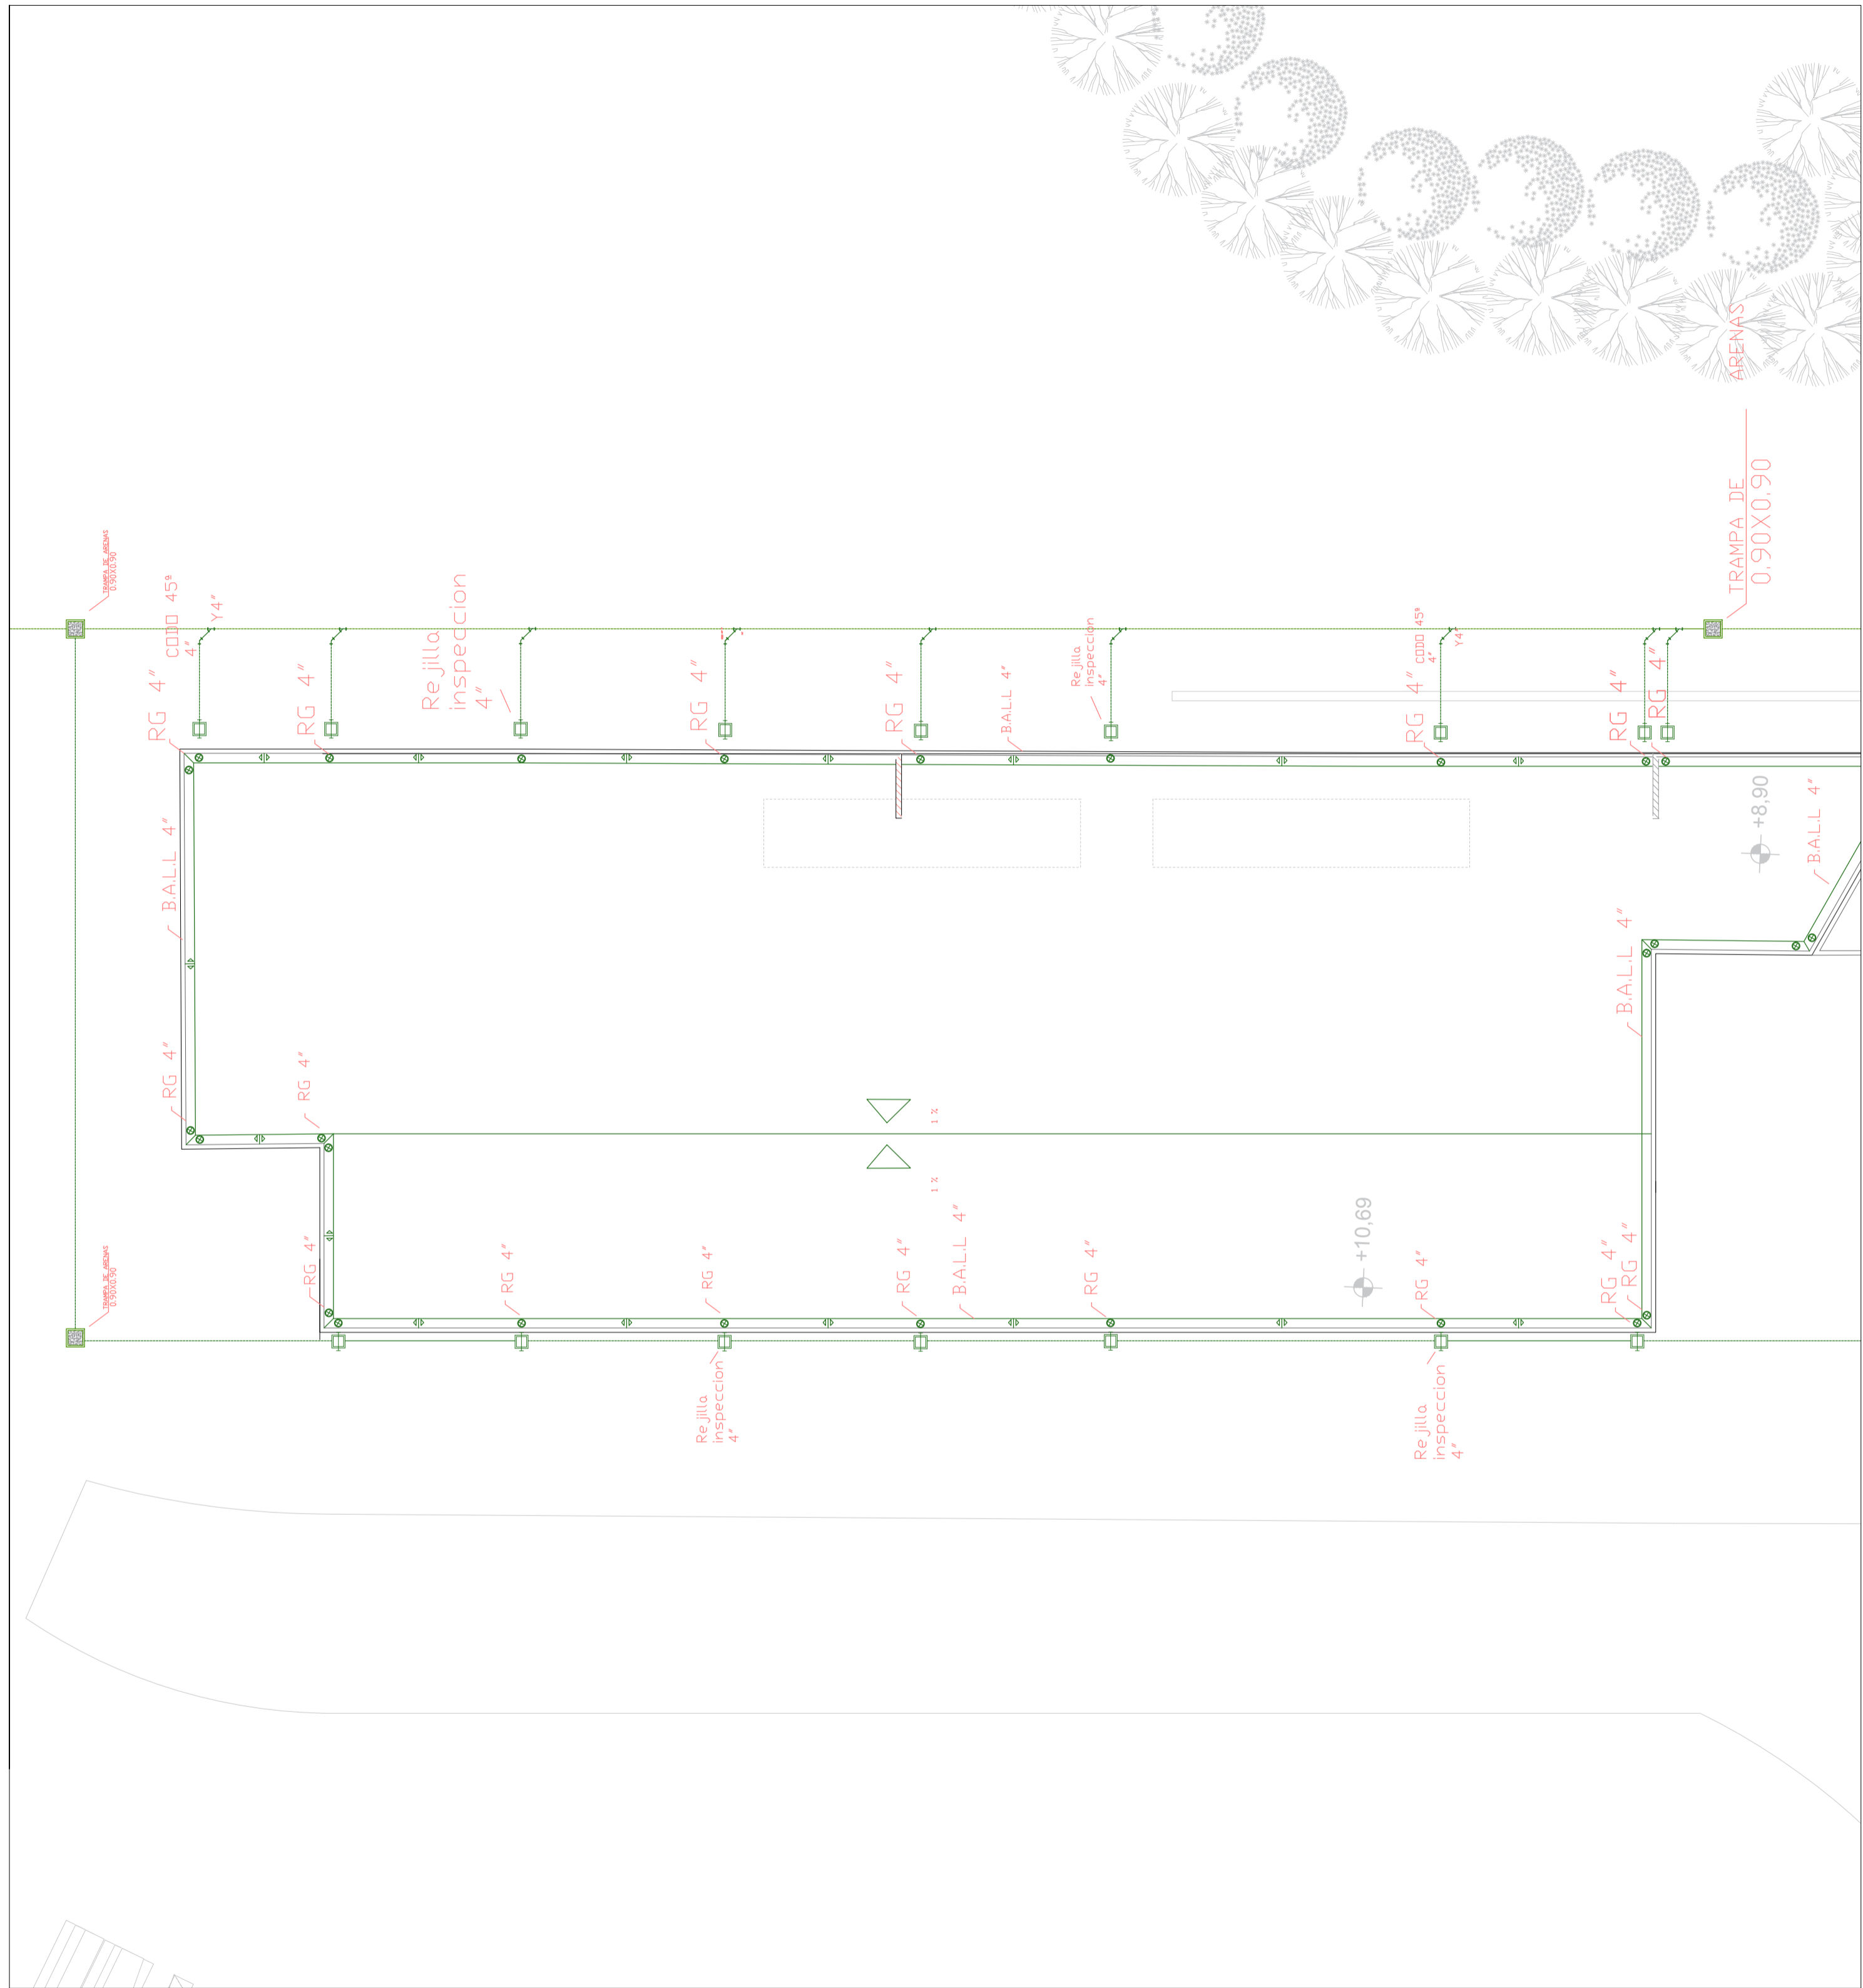 ARENAS
TRAMPA DE
0,90X0,90
TRAMPA DE ARENAS
0.90X0.90
CODO 45ª
4"
Y4"
RG 4"
RG 4"
Rejilla
inspeccion
4"
RG 4"
RG 4"
B.A.L.L 4"
Rejilla
inspeccion
4"
CODO 45ª
4"
Y4"
RG 4"
RG 4"
RG 4"
+8,90
B.A.L.L 4"
B.A.L.L 4"
B.A.L.L 4"
RG 4"
RG 4"
1 %
1 %
+10,69
TRAMPA DE ARENAS
0.90X0.90
RG 4"
RG 4"
RG 4"
RG 4"
B.A.L.L 4"
RG 4"
RG 4"
RG 4"
RG 4"
Rejilla
inspeccion
4"
Rejilla
inspeccion
4"